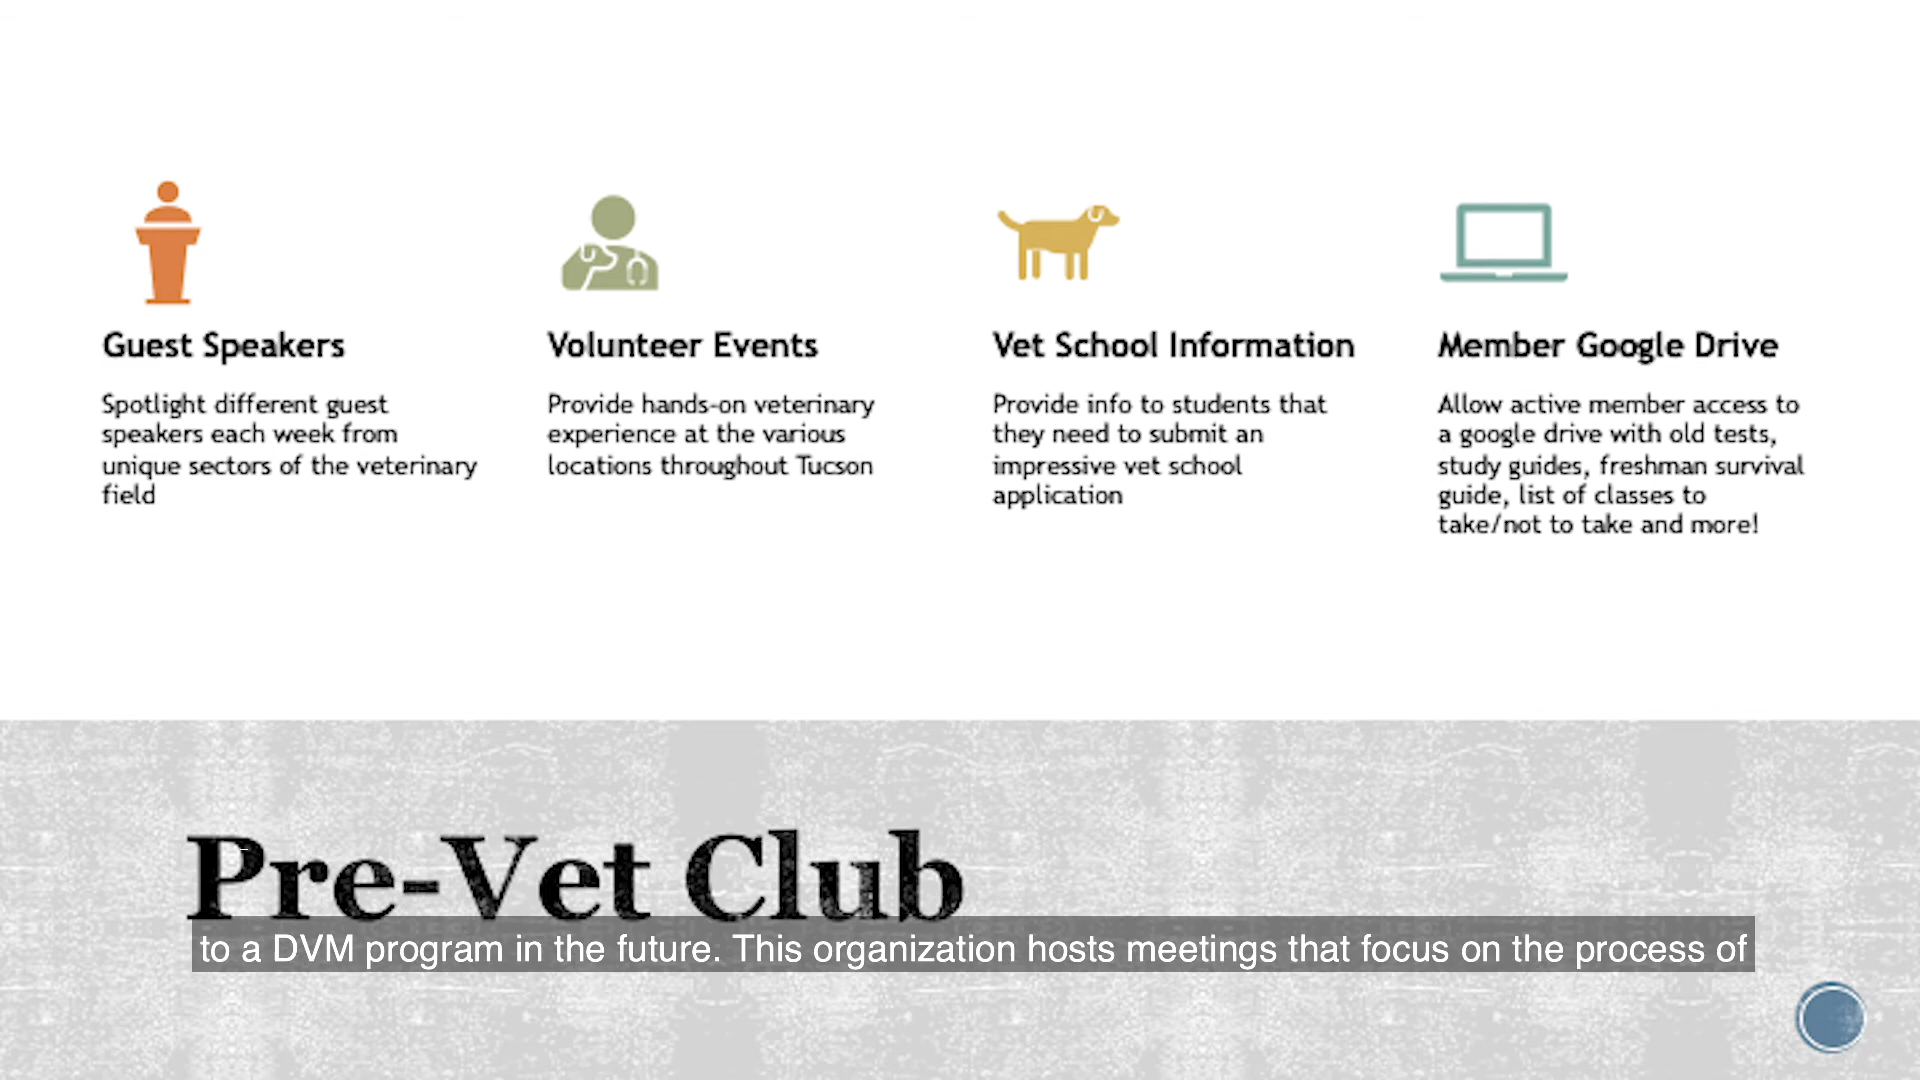 Guest Speakers
Spotlight different guest
speakers each week from
unique sectors of the veterinary
field
Volunteer Events
Provide hands-on veterinary
experience at the various
locations throughout Tucson
Vet School Information
Provide info to students that
they need to submit an
impressive vet school
application
Member Google Drive
Allow active member access to
a google drive with old tests,
study guides, freshman survival
guide, list of classes to
take/not to take and more!
Pre-Vet Club
to a DVM program in the future. This organization hosts meetings that focus on the process of